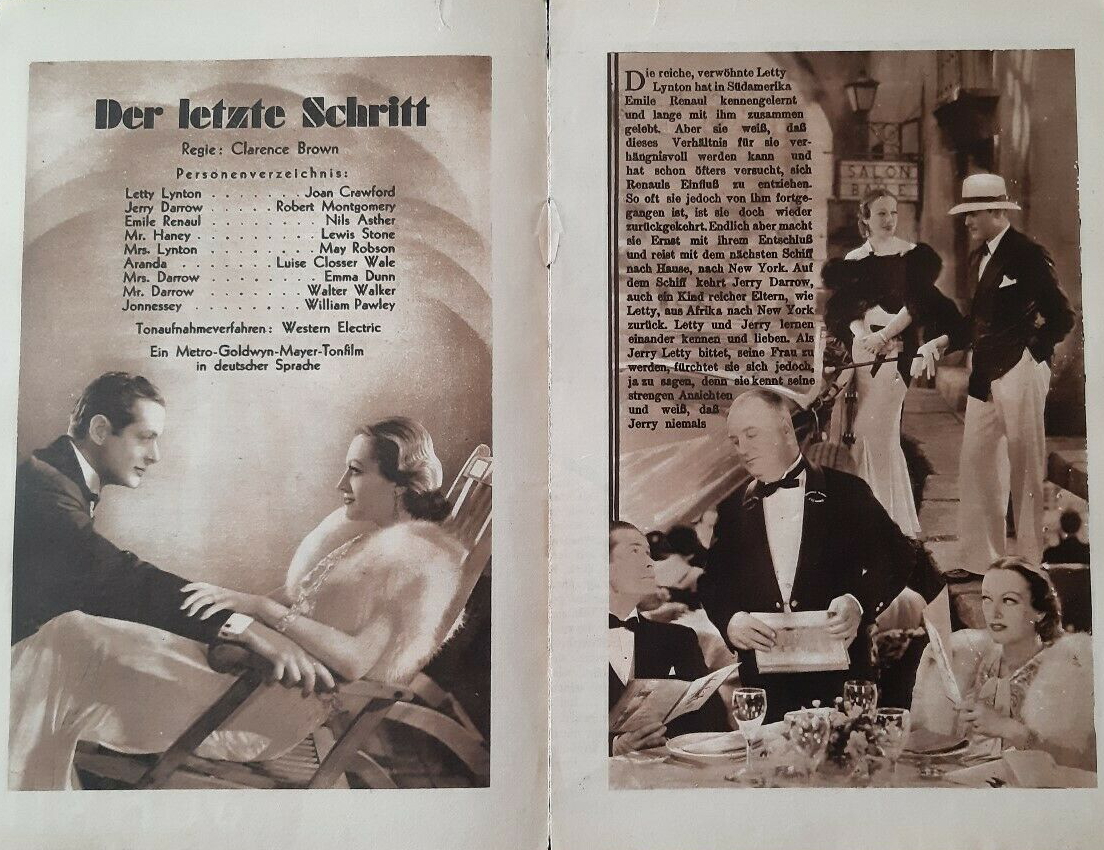 Der letzte Schritt
Regie: Clarence Brown
Personenverzeichnis:
Letty Lynton . . . . . . . . Joan Crawford
Jerry Darrow . . . . . . Robert Montgomery
Emile Renaul . . . . . . . . . Nils Asther
Mr. Haney . . . . . . . . . Lewis Stone
Mrs. Lynton . . . . . . . . . May Robson
Aranda . . . . . . . Luise Closser Wale
Mrs. Darrow . . . . . . . . . Emma Dunn
Mr. Darrow . . . . . . . . Walter Walker
Jonnessey . . . . . . . . William Pawley
Tonaufnahmeverfahren: Western Electric
Ein Metro-Goldwyn-Mayer-Tonfilm
in deutscher Sprache
Die reiche, verwöhnte Letty
Lynton hat in Südamerika
Emile Renaul kennengelernt
und lange mit ihm zusammen
gelebt. Aber sie weiß, daß
dieses Verhältnis für sie ver-
hängnisvoll werden kann und
hat schon öfters versucht, sich
Renauls Einfluß zu entziehen.
So oft sie jedoch von ihm fortge-
gangen ist, ist sie doch wieder
zurückgekehrt. Endlich aber macht
sie Ernst mit ihrem Entschluß
und reist mit dem nächsten Schiff
nach Hause, nach New York. Auf
dem Schiff kehrt Jerry Darrow,
auch ein Kind reicher Eltern, wie
Letty, aus Afrika nach New York
zurück. Letty und Jerry lernen
einander kennen und lieben. Als
Jerry Letty bittet, seine Frau zu
werden, fürchtet sie sich jedoch,
ja zu sagen, denn sie kennt seine
strengen Ansichten
und weiß, daß
Jerry niemals
SALON